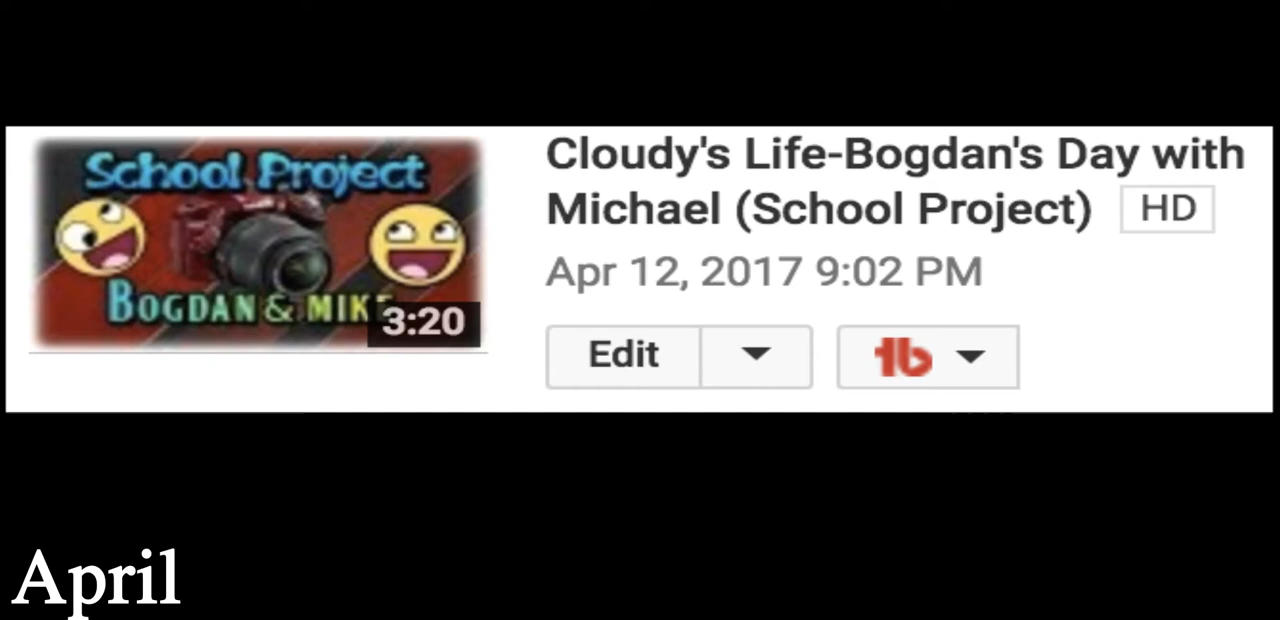 School Project
BOGDAN & MIKE
3:20
Cloudy's Life-Bogdan's Day with
Michael (School Project) HD
Apr 12, 2017 9:02 PM
Edit
tb
April